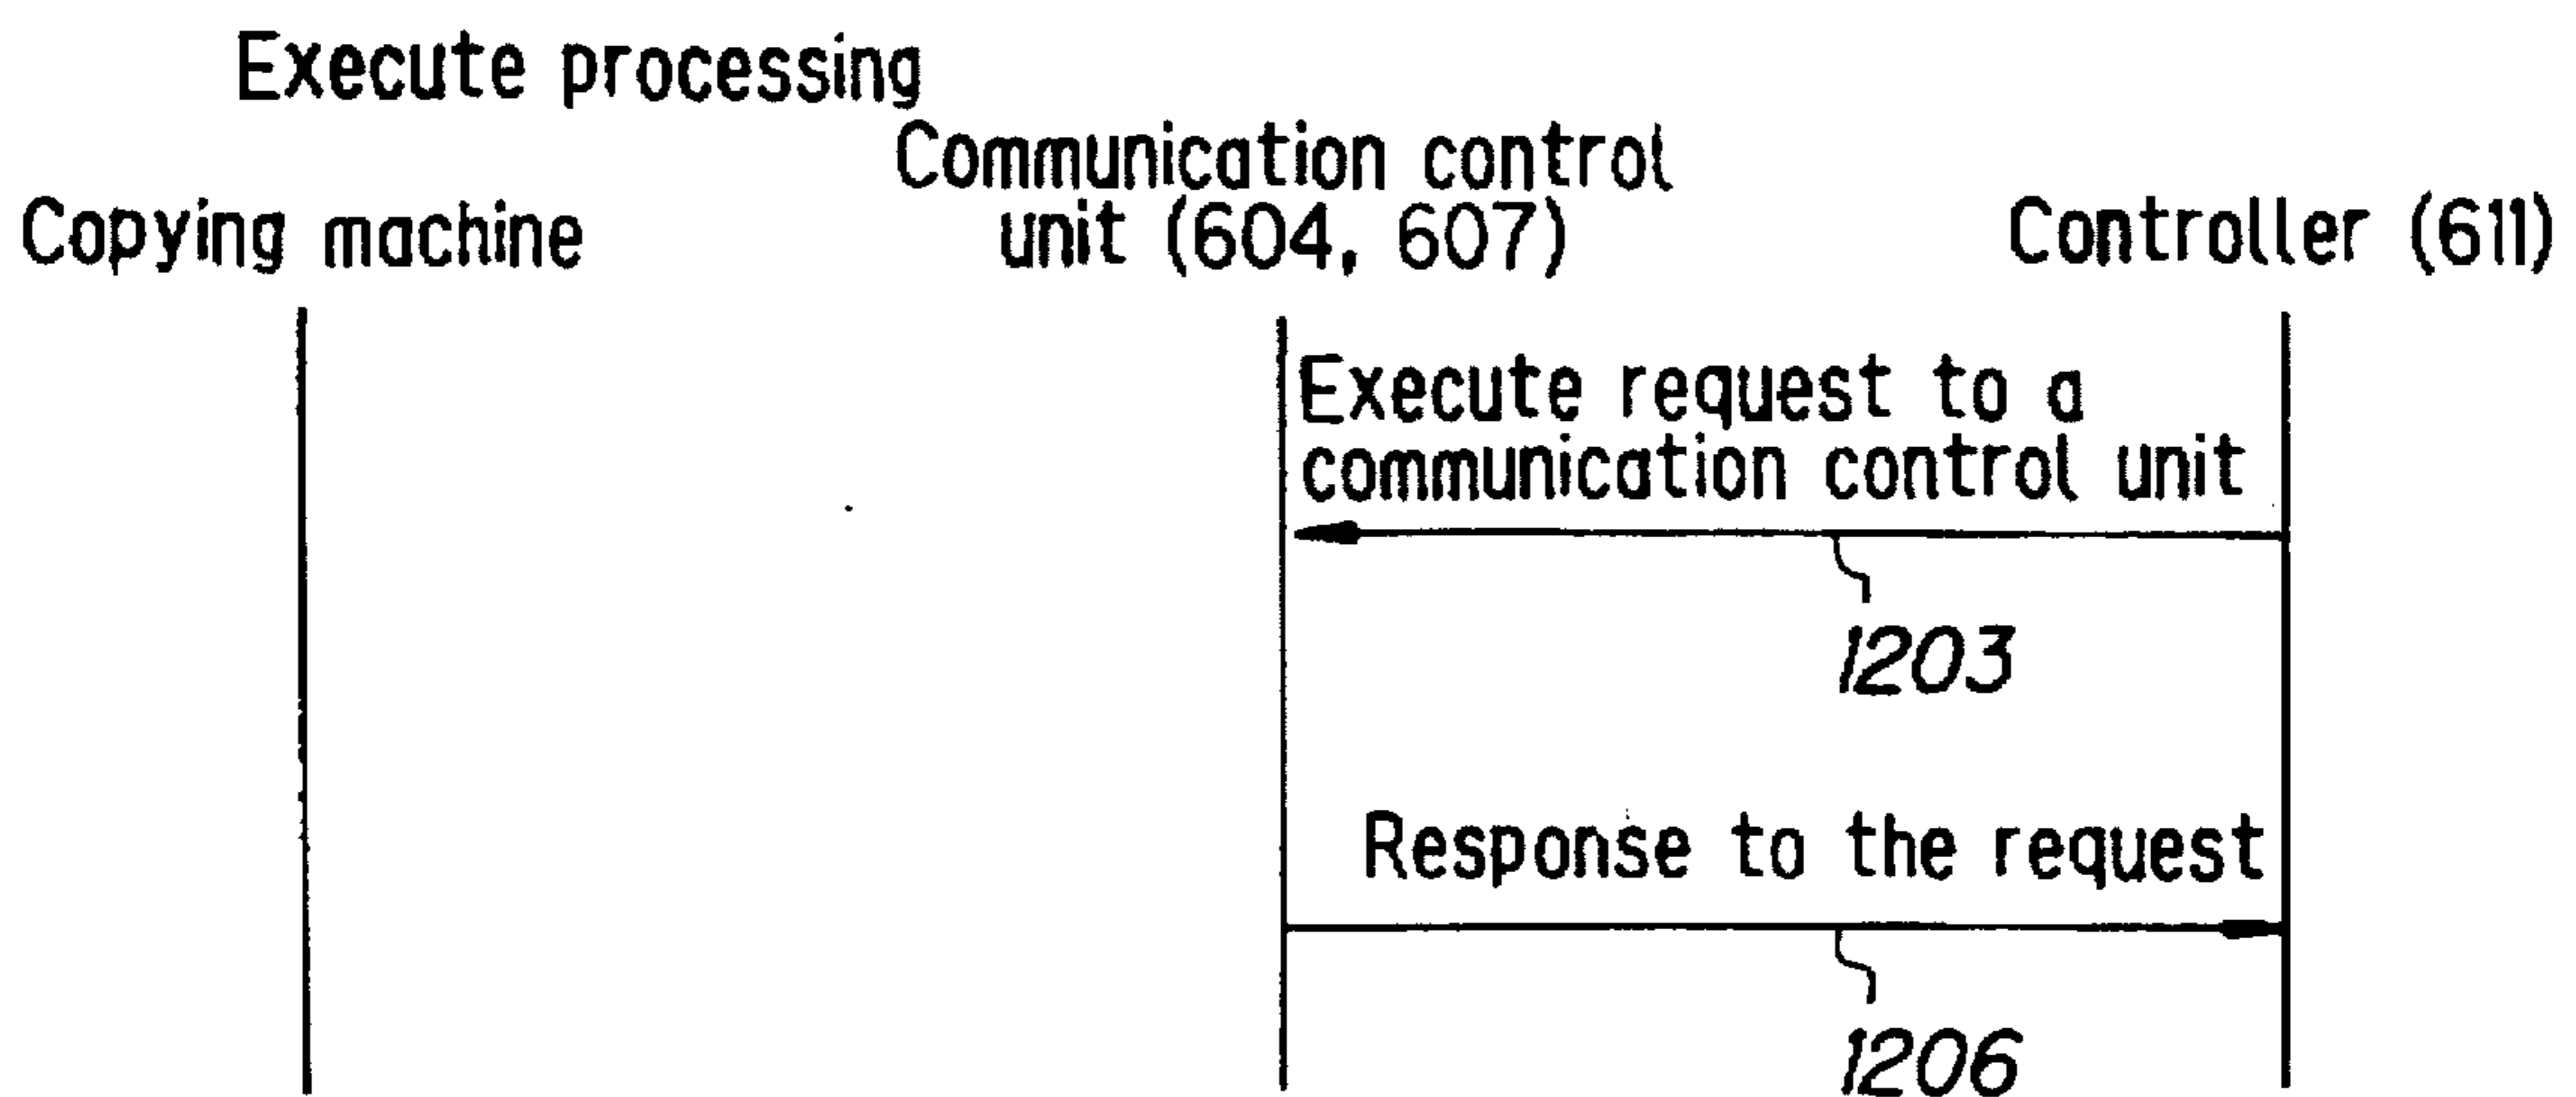 Execute processing
Communication control
unit (604, 607)
Copying machine
Controller (611)
Execute request to a
communication control unit
1203
Response to the request
1206